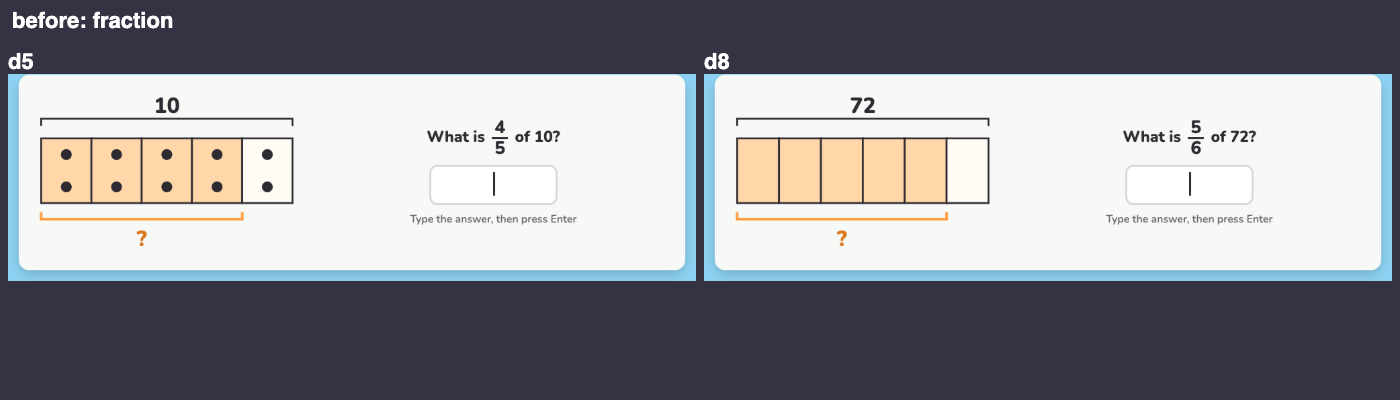 before: fraction
d5
10
What is 4/5 of 10?
Type the answer, then press Enter
?
d8
72
What is 5/6 of 72?
Type the answer, then press Enter
?